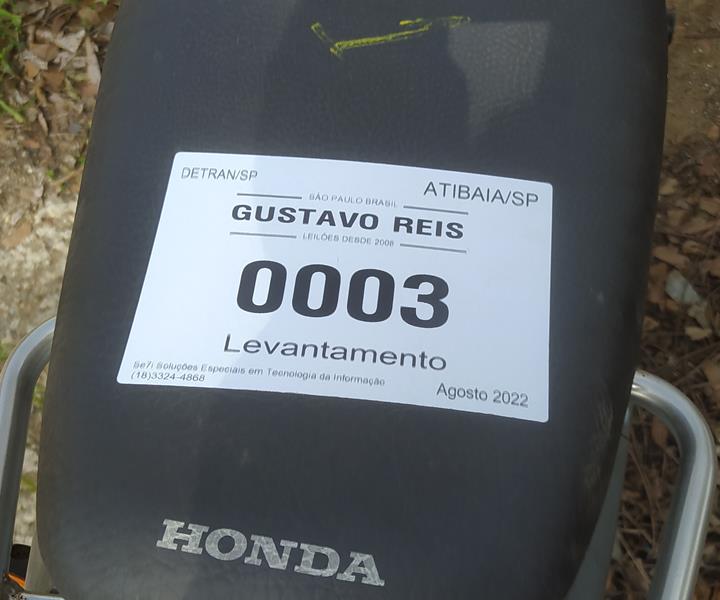 DETRAN/SP
ATIBAIA/SP
SÃO PAULO BRASIL
GUSTAVO REIS
LEILÕES DESDE 2008
0003
Levantamento
Se7i Soluções Especiais em Tecnologia da Informação
(18)3324-4868
Agosto 2022
HONDA